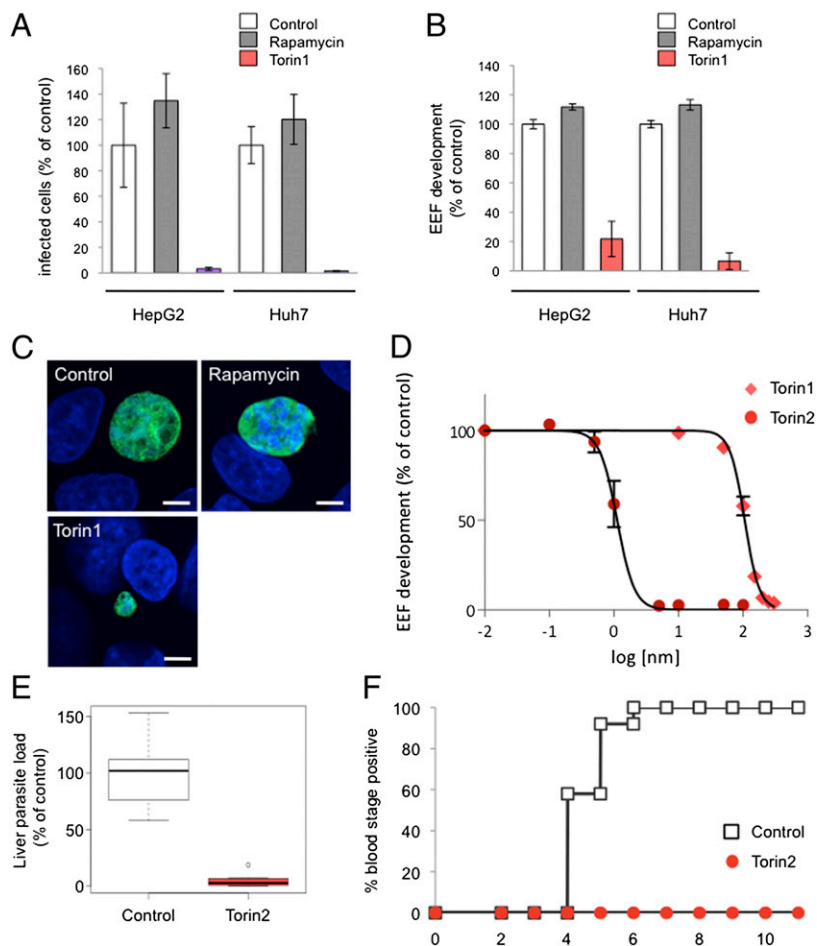 A
Control
Rapamycin
Torin1
infected cells (% of control)
160
140
120
100
80
60
40
20
0
HepG2 Huh7
B
Control
Rapamycin
Torin1
EEF development
(% of control)
140
120
100
80
60
40
20
0
HepG2 Huh7
C
Control
Rapamycin
Torin1
D
Torin1
Torin2
EEF development (% of control)
100
50
0
-2 -1 0 1 2 3
log [nm]
E
Liver parasite load
(% of control)
150
100
50
0
Control Torin2
F
% blood stage positive
100
80
60
40
20
0
Control
Torin2
0 2 4 6 8 10